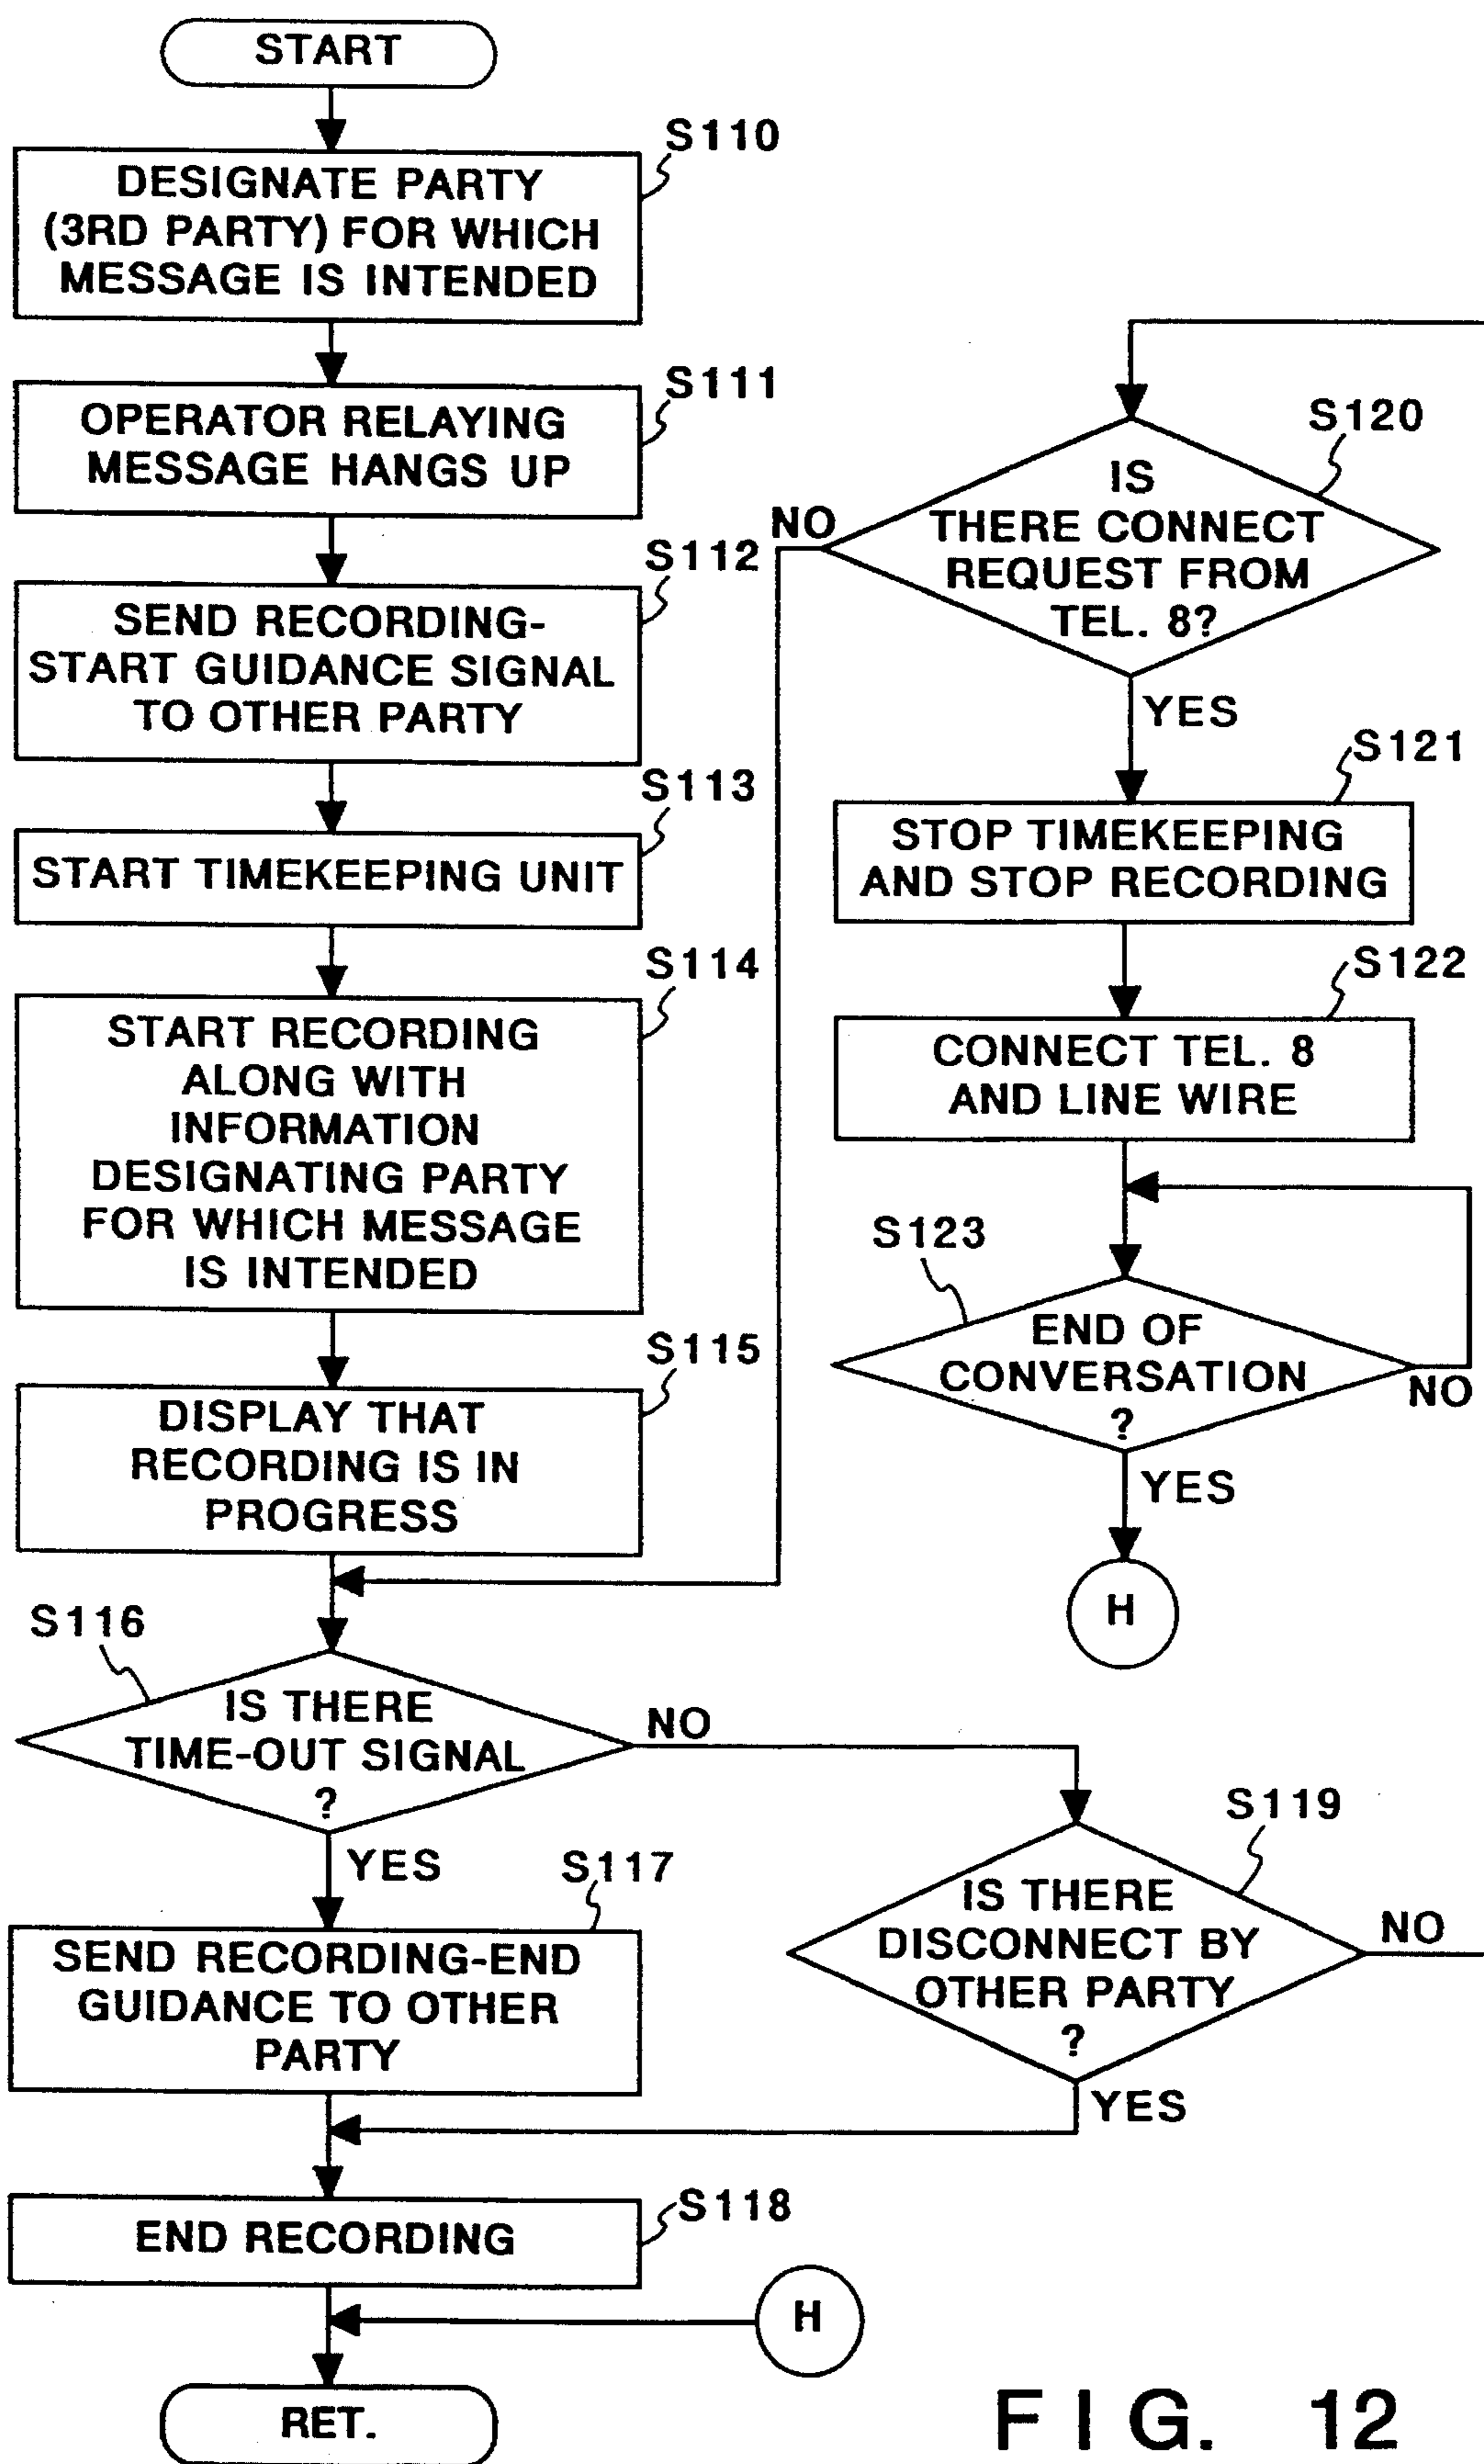 START
S110
DESIGNATE PARTY
(3RD PARTY) FOR WHICH
MESSAGE IS INTENDED
S111
OPERATOR RELAYING
MESSAGE HANGS UP
S112
SEND RECORDING-
START GUIDANCE SIGNAL
TO OTHER PARTY
S113
START TIMEKEEPING UNIT
S114
START RECORDING
ALONG WITH
INFORMATION
DESIGNATING PARTY
FOR WHICH MESSAGE
IS INTENDED
S115
DISPLAY THAT
RECORDING IS IN
PROGRESS
S116
IS THERE
TIME-OUT SIGNAL
?
NO
YES
S117
SEND RECORDING-END
GUIDANCE TO OTHER
PARTY
S118
END RECORDING
H
RET.
S119
IS THERE
DISCONNECT BY
OTHER PARTY
?
NO
YES
S120
IS
THERE CONNECT
REQUEST FROM
TEL. 8?
NO
YES
S121
STOP TIMEKEEPING
AND STOP RECORDING
S122
CONNECT TEL. 8
AND LINE WIRE
S123
END OF
CONVERSATION
?
NO
YES
H
FIG. 12